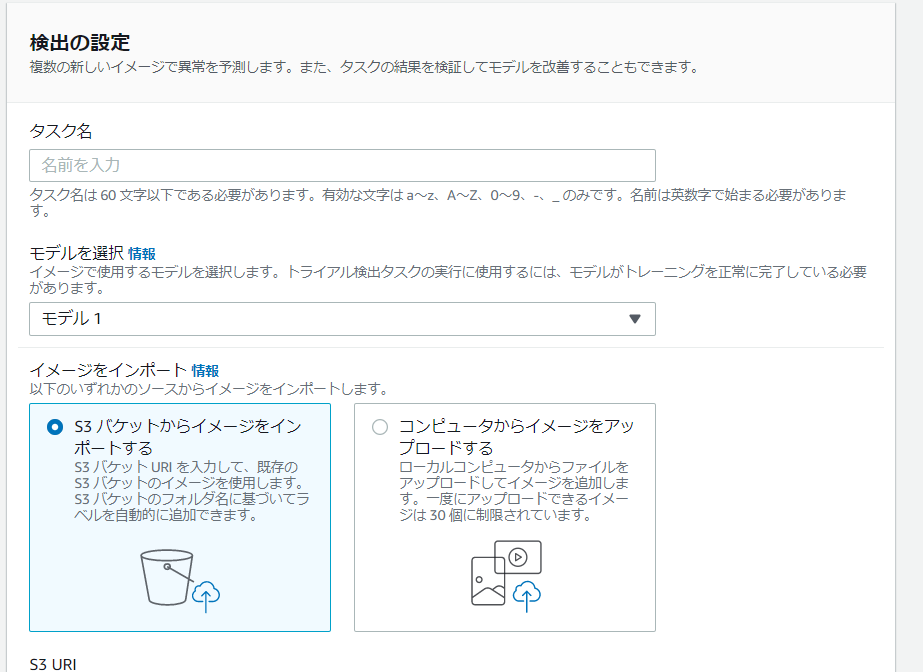 検出の設定
複数の新しいイメージで異常を予測します。また、タスクの結果を検証してモデルを改善することもできます。
タスク名
名前を入力
タスク名は 60 文字以下である必要があります。有効な文字は a～z、A～Z、0～9、-、_ のみです。名前は英数字で始まる必要がありま
す。
モデルを選択 情報
イメージで使用するモデルを選択します。トライアル検出タスクの実行に使用するには、モデルがトレーニングを正常に完了している必要
があります。
モデル 1
イメージをインポート 情報
以下のいずれかのソースからイメージをインポートします。
S3 バケットからイメージをイン
ポートする
S3 バケット URI を入力して、既存の
S3 バケットのイメージを使用します。
S3 バケットのフォルダ名に基づいてラ
ベルを自動的に追加できます。
コンピュータからイメージをアッ
プロードする
ローカルコンピュータからファイルを
アップロードしてイメージを追加しま
す。一度にアップロードできるイメー
ジは 30 個に制限されています。
S3 URI